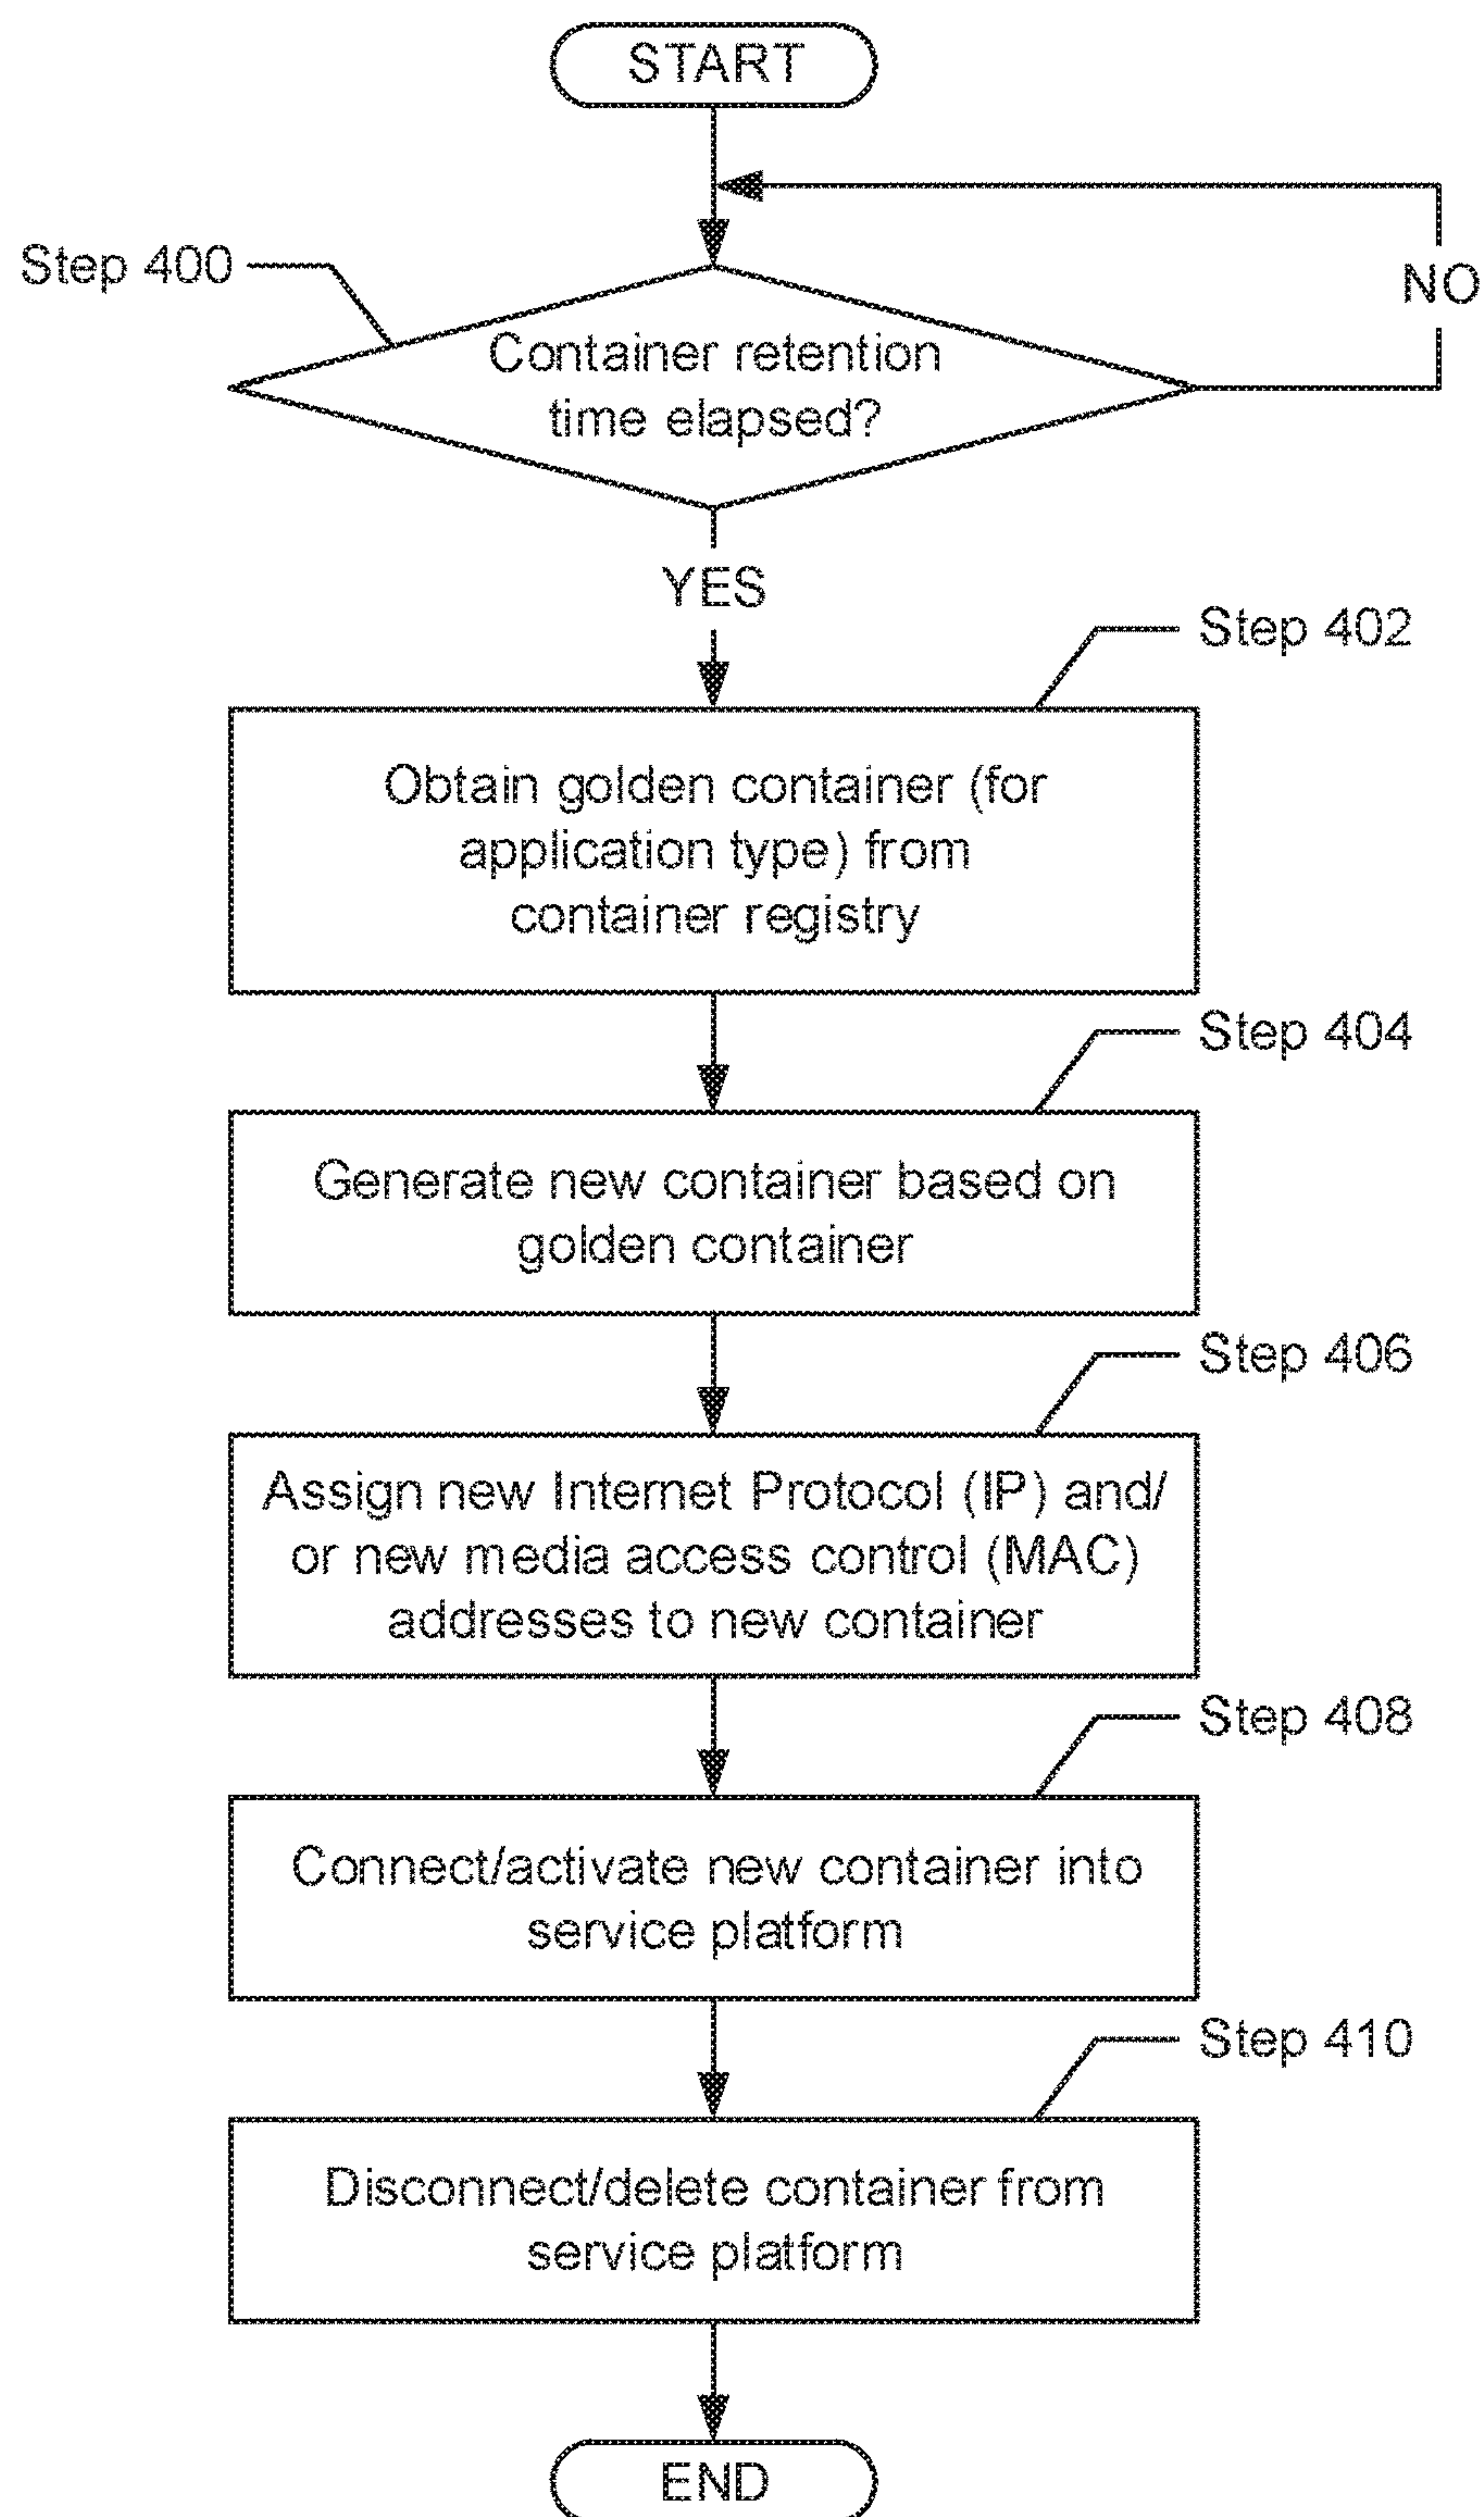 START
Step 400
NO
Container retention
time elapsed?
YES
Step 402
Obtain golden container (for
application type) from
container registry
Step 404
Generate new container based on
golden container
Step 406
Assign new Internet Protocol (IP) and/
or new media access control (MAC)
addresses to new container
Step 408
Connect/activate new container into
service platform
Step 410
Disconnect/delete container from
service platform
END